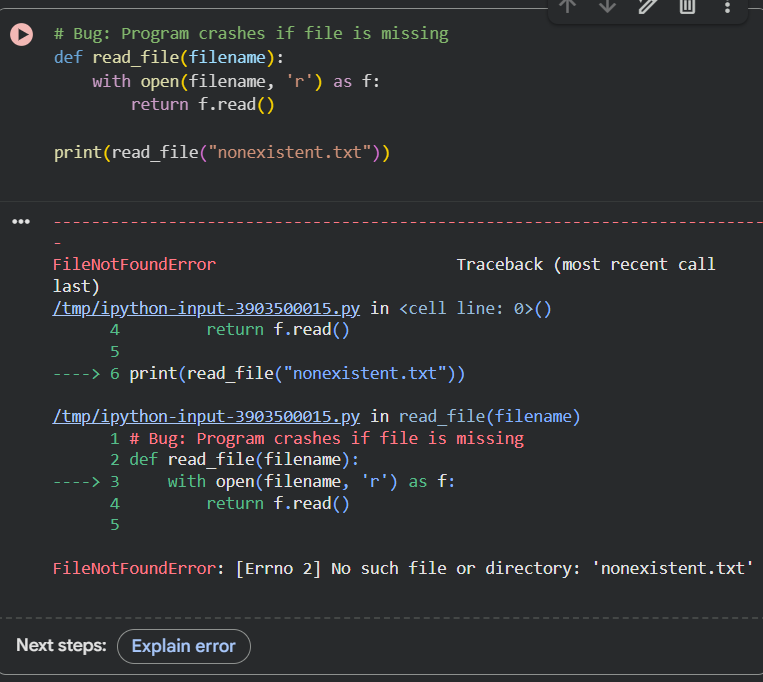 # Bug: Program crashes if file is missing
def read_file(filename):
    with open(filename, 'r') as f:
        return f.read()
print(read_file("nonexistent.txt"))
---------------------------------------------------------------------------
-
FileNotFoundError                         Traceback (most recent call
last)
/tmp/ipython-input-3903500015.py in <cell line: 0>()
      4         return f.read()
      5
----> 6 print(read_file("nonexistent.txt"))
/tmp/ipython-input-3903500015.py in read_file(filename)
      1 # Bug: Program crashes if file is missing
      2 def read_file(filename):
----> 3     with open(filename, 'r') as f:
      4         return f.read()
      5
FileNotFoundError: [Errno 2] No such file or directory: 'nonexistent.txt'
Next steps: Explain error